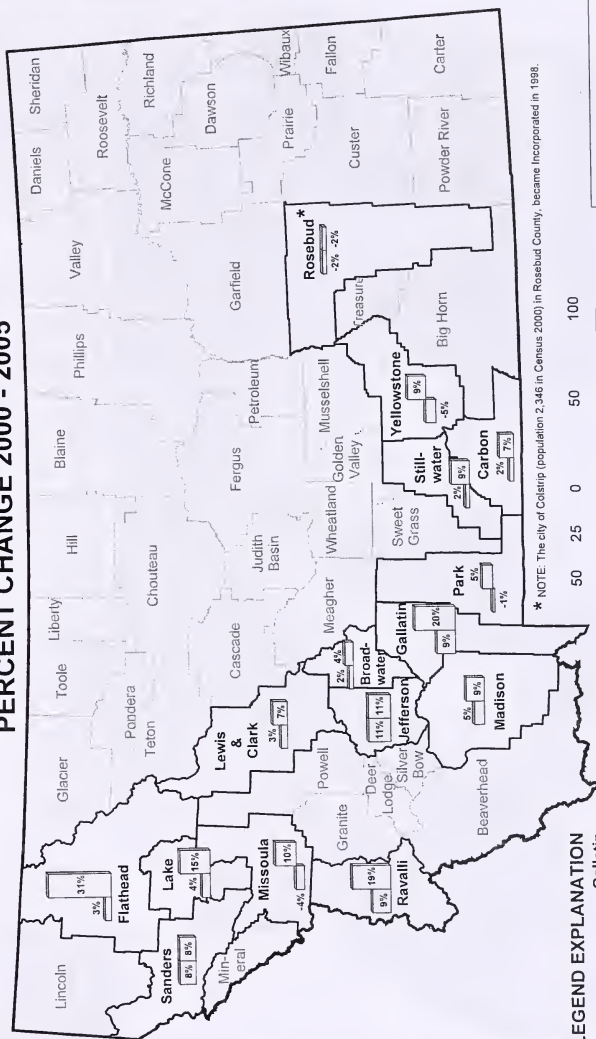 PERCENT CHANGE 2000 - 2005
Lincoln
Flathead
3% 31%
Glacier
Toole
Liberty
Hill
Blaine
Phillips
Valley
Daniels
Sheridan
Roosevelt
Richland
Sanders
8% 8%
Lake
4% 15%
Pondera
Teton
Chouteau
McCone
Dawson
Min-
eral
Missoula
-4% 10%
Lewis
&
Clark
3% 7%
Cascade
Judith
Basin
Fergus
Petroleum
Garfield
Prairie
Wibaux
Powell
Granite
Ravalli
9% 19%
Deer
Lodge
Silver
Bow
Jefferson
11% 11%
Broad-
water
2% 4%
Meagher
Wheatland
Golden
Valley
Musselshell
Rosebud*
-2% -2%
Treasure
Custer
Fallon
Beaverhead
Madison
5% 9%
Gallatin
9% 20%
Park
-1% 5%
Sweet
Grass
Still-
water
2% 9%
Yellowstone
-5% 9%
Carbon
2% 7%
Big Horn
Powder River
Carter
* NOTE: The city of Colstrip (population 2,346 in Census 2000) in Rosebud County, became Incorporated in 1998.
50 25 0 50 100
LEGEND EXPLANATION
Gallatin